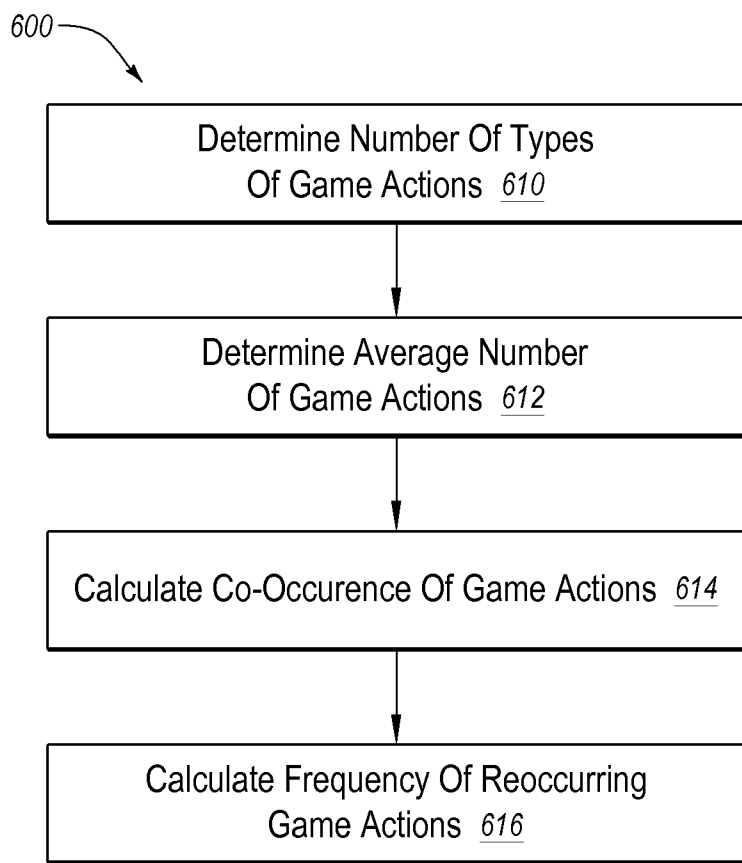 600
Determine Number Of Types
Of Game Actions 610
Determine Average Number
Of Game Actions 612
Calculate Co-Occurence Of Game Actions 614
Calculate Frequency Of Reoccurring
Game Actions 616